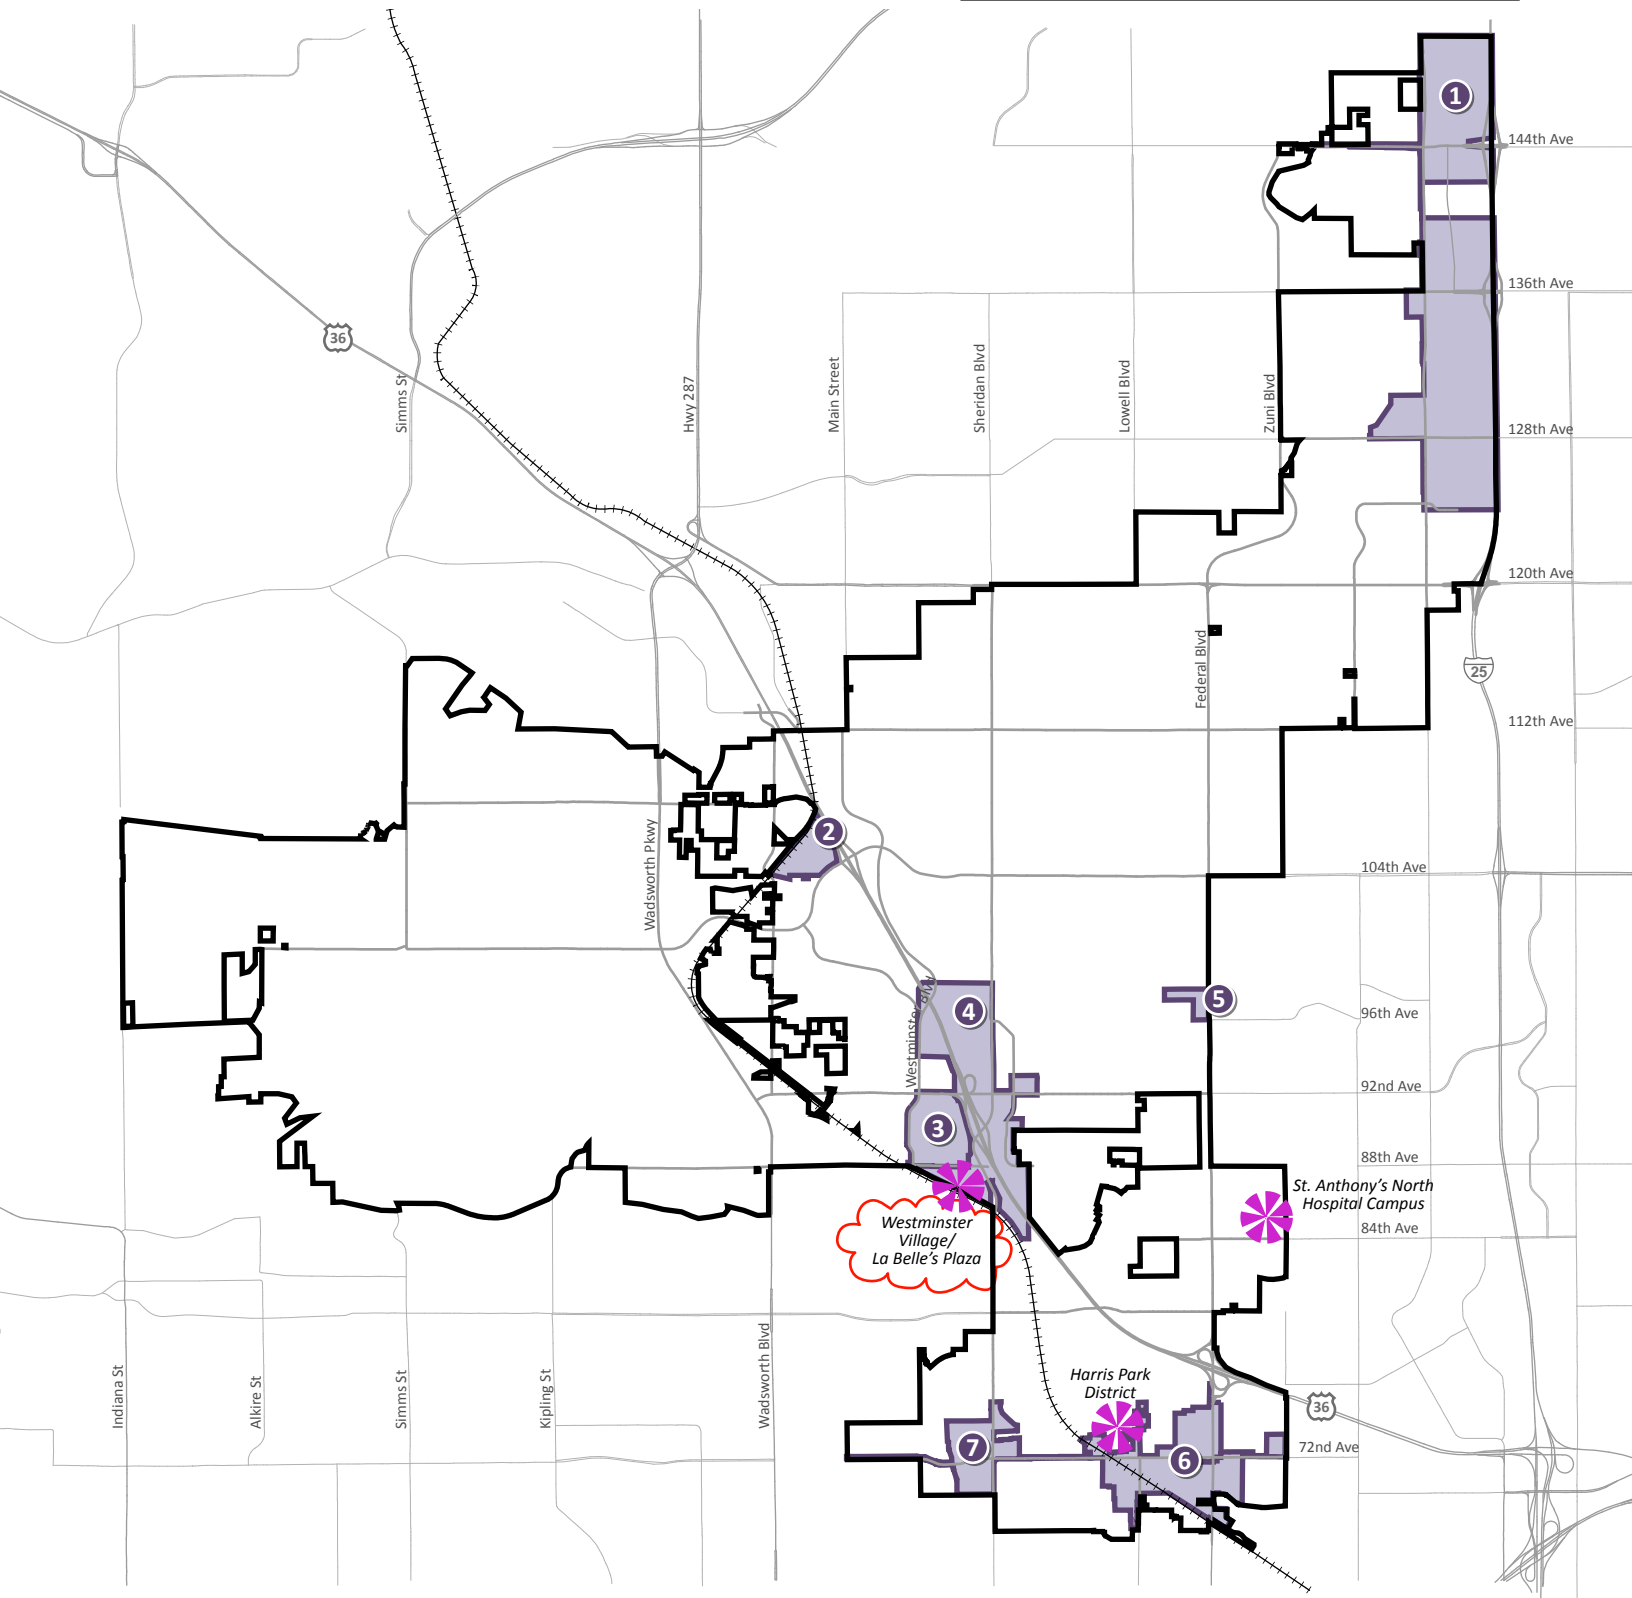 1
144th Ave
136th Ave
36
Simms St
Hwy 287
Main Street
Sheridan Blvd
Lowell Blvd
Zuni Blvd
128th Ave
120th Ave
Federal Blvd
25
112th Ave
2
Wadsworth Pkwy
104th Ave
Westminster Blvd
4
5
96th Ave
92nd Ave
3
88th Ave
St. Anthony's North
Hospital Campus
84th Ave
Westminster
Village/
La Belle's Plaza
Indiana St
Alkire St
Simms St
Kipling St
Wadsworth Blvd
Harris Park
District
36
7
6
72nd Ave